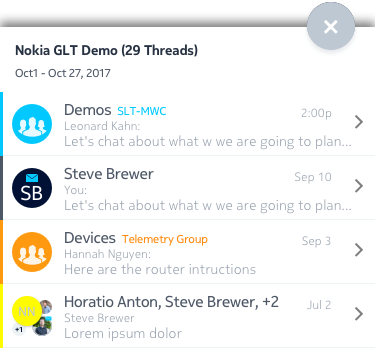 Nokia GLT Demo (29 Threads)
Oct1 - Oct 27, 2017
Demos SLT-MWC 2:00p
Leonard Kahn:
Let's chat about what w we are going to plan...
SB
Steve Brewer Sep 10
You:
Let's chat about what w we are going to plan...
Devices Telemetry Group Sep 3
Hannah Nguyen:
Here are the router intructions
NN
+1
Horatio Anton, Steve Brewer, +2 Jul 2
Steve Brewer
Lorem ipsum dolor